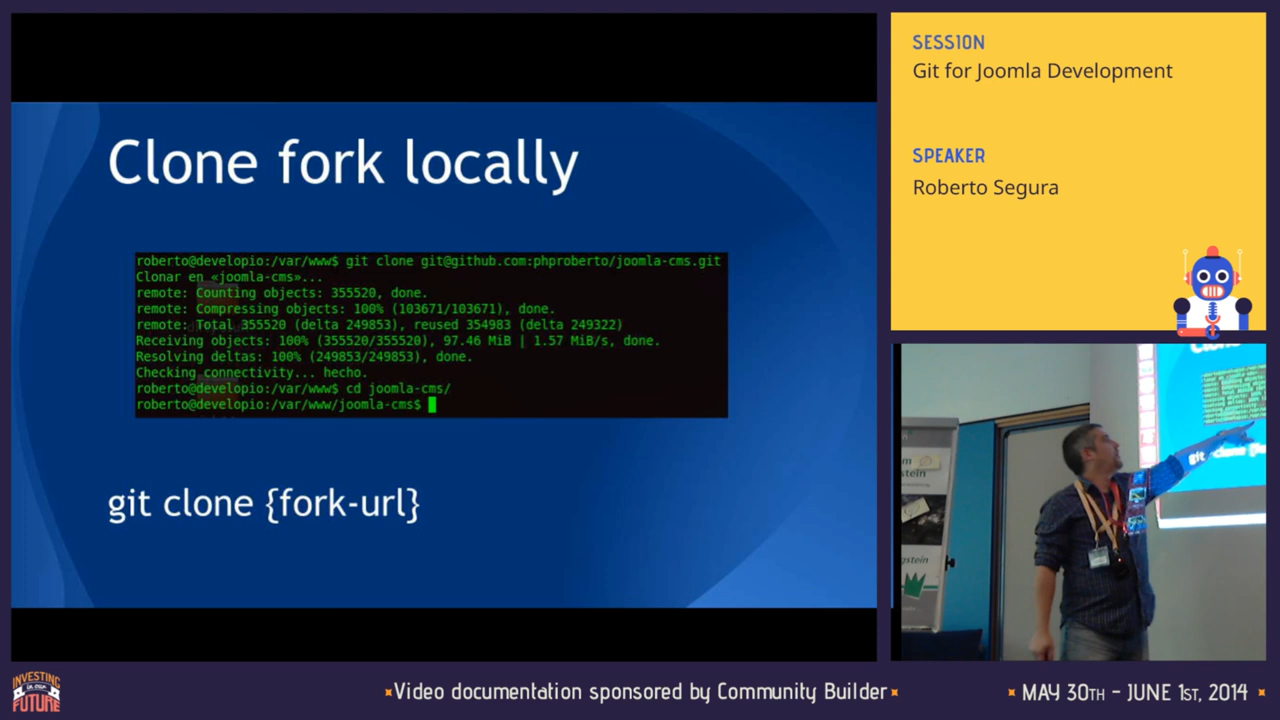 Clone fork locally
roberto@developio:/var/www$ git clone git@github.com:phproberto/joomla-cms.git
Clonar en «joomla-cms»...
remote: Counting objects: 355520, done.
remote: Compressing objects: 100% (103671/103671), done.
remote: Total 355520 (delta 249853), reused 354983 (delta 249322)
Receiving objects: 100% (355520/355520), 97.46 MiB | 1.57 MiB/s, done.
Resolving deltas: 100% (249853/249853), done.
Checking connectivity... hecho.
roberto@developio:/var/www$ cd joomla-cms/
roberto@developio:/var/www/joomla-cms$
git clone {fork-url}
SESSION
Git for Joomla Development
SPEAKER
Roberto Segura
git clone
INVESTING
IN OUR
FUTURE
Video documentation sponsored by Community Builder
MAY 30TH - JUNE 1ST, 2014